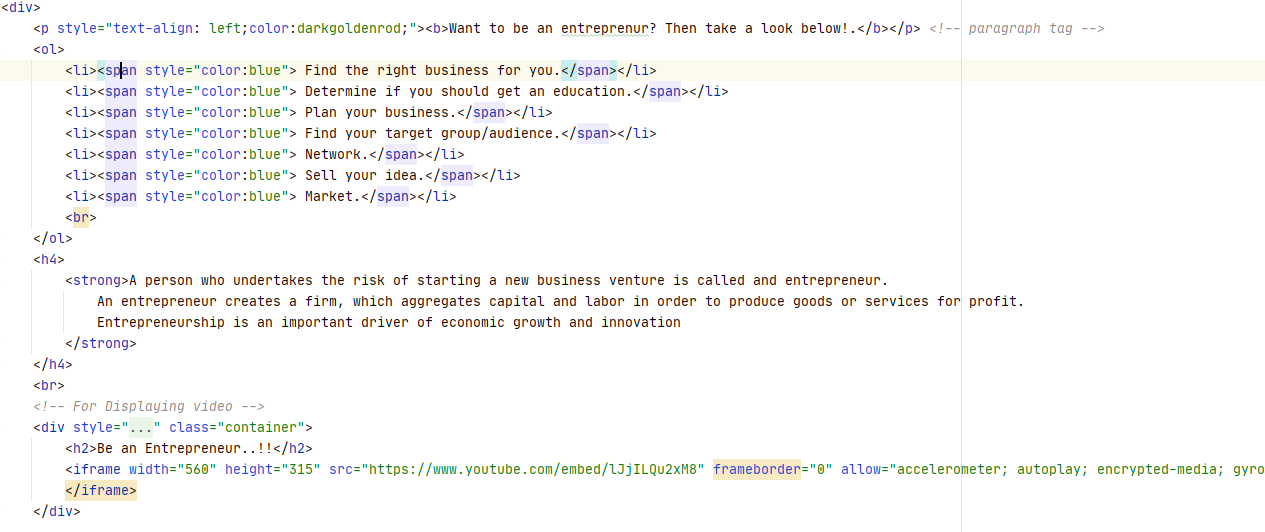 <div>
<p style="text-align: left;color:darkgoldenrod;"><b>Want to be an entreprenur? Then take a look below!.</b></p> <!-- paragraph tag -->
<ol>
<li><span style="color:blue"> Find the right business for you.</span></li>
<li><span style="color:blue"> Determine if you should get an education.</span></li>
<li><span style="color:blue"> Plan your business.</span></li>
<li><span style="color:blue"> Find your target group/audience.</span></li>
<li><span style="color:blue"> Network.</span></li>
<li><span style="color:blue"> Sell your idea.</span></li>
<li><span style="color:blue"> Market.</span></li>
<br>
</ol>
<h4>
<strong>A person who undertakes the risk of starting a new business venture is called and entrepreneur.
An entrepreneur creates a firm, which aggregates capital and labor in order to produce goods or services for profit.
Entrepreneurship is an important driver of economic growth and innovation
</strong>
</h4>
<br>
<!-- For Displaying video -->
<div style="..." class="container">
<h2>Be an Entrepreneur..!!</h2>
<iframe width="560" height="315" src="https://www.youtube.com/embed/lJjILQu2xM8" frameborder="0" allow="accelerometer; autoplay; encrypted-media; gyro
</iframe>
</div>